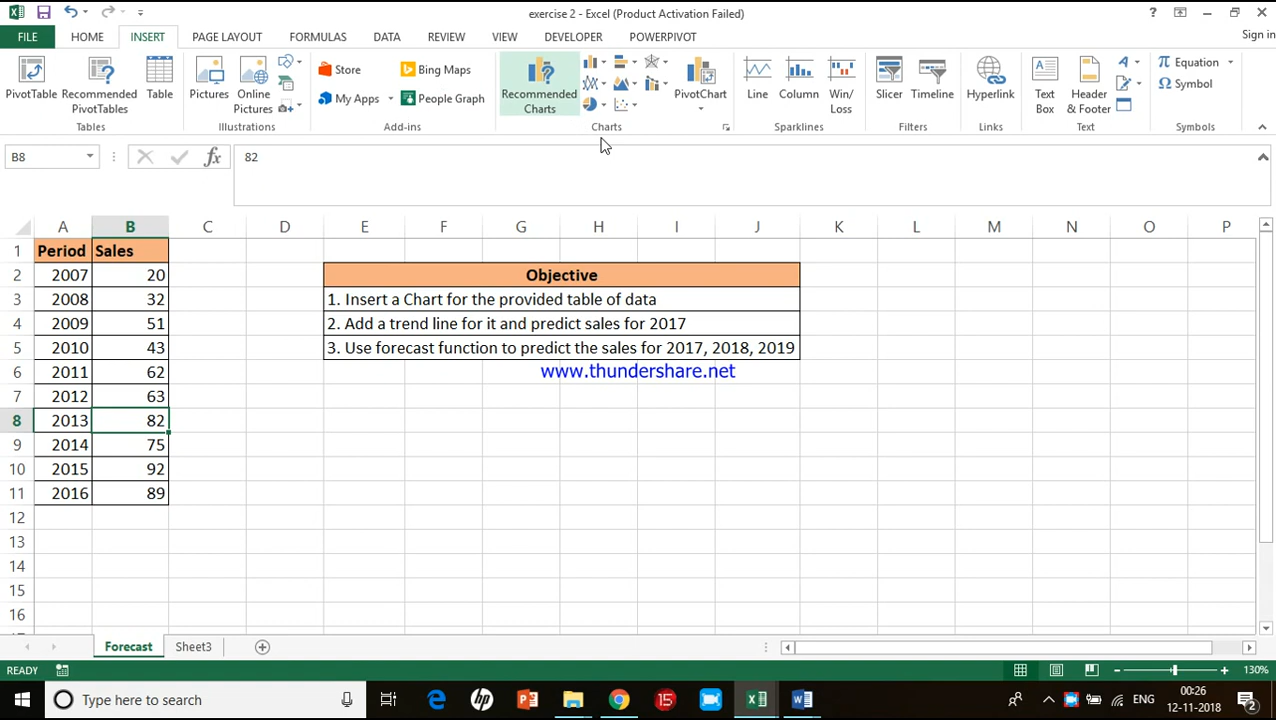 exercise 2 - Excel (Product Activation Failed)
FILE HOME INSERT PAGE LAYOUT FORMULAS DATA REVIEW VIEW DEVELOPER POWERPIVOT Sign in
PivotTable Recommended PivotTables Table
Tables
Pictures Online Pictures
Illustrations
Store
My Apps
Bing Maps
People Graph
Add-ins
Recommended Charts
PivotChart
Charts
Line Column Win/Loss
Sparklines
Slicer Timeline
Filters
Hyperlink
Links
Text Box Header & Footer
Text
Equation
Symbol
Symbols
B8 fx 82
A B C D E F G H I J K L M N O P
1 Period Sales
2 2007 20 Objective
3 2008 32 1. Insert a Chart for the provided table of data
4 2009 51 2. Add a trend line for it and predict sales for 2017
5 2010 43 3. Use forecast function to predict the sales for 2017, 2018, 2019
6 2011 62 www.thundershare.net
7 2012 63
8 2013 82
9 2014 75
10 2015 92
11 2016 89
12
13
14
15
16
Forecast Sheet3
READY 130%
Type here to search
hp
15
ENG
00:26
12-11-2018
2